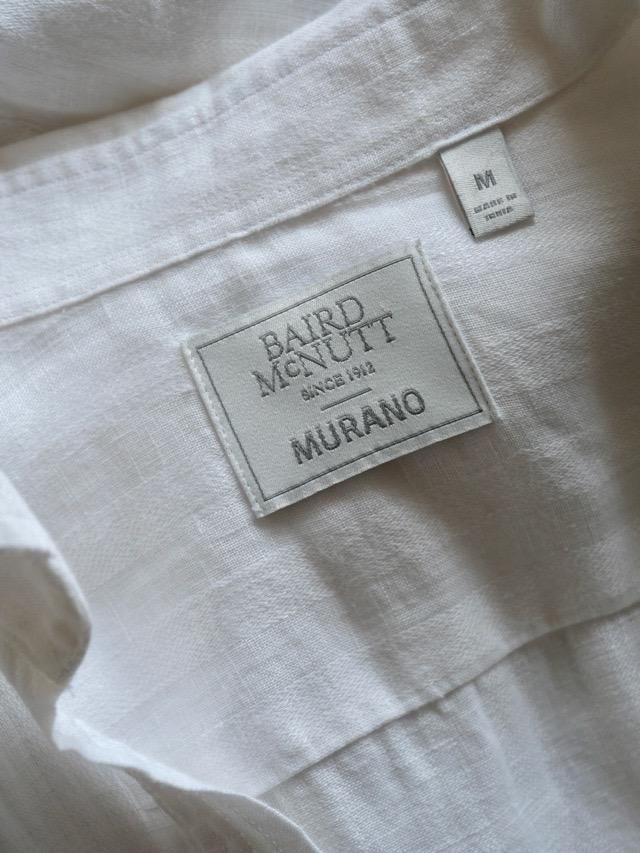 M
MADE IN
INDIA
BAIRD
McNUTT
SINCE 1912
MURANO